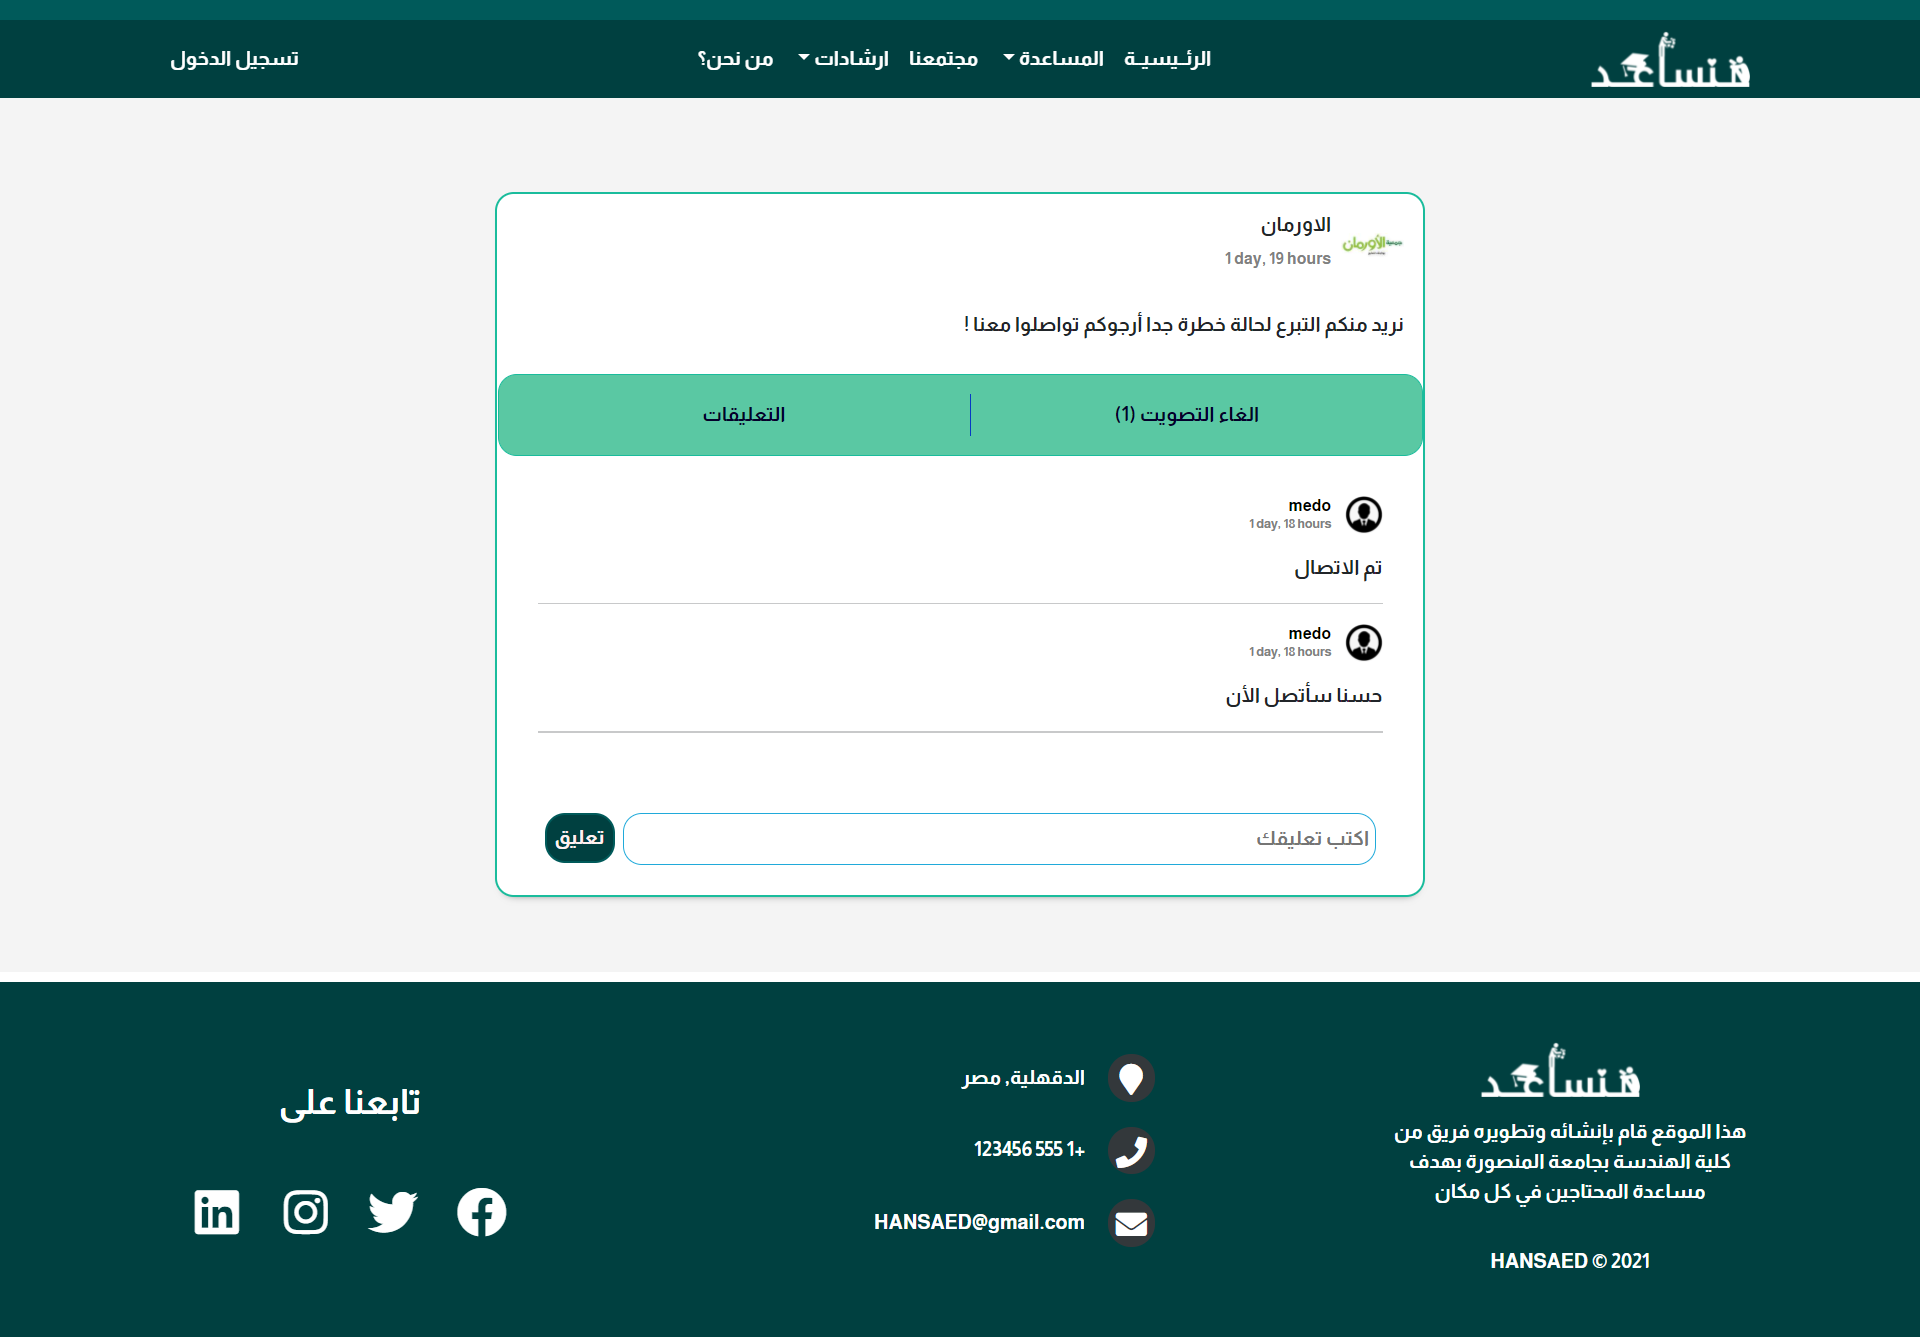 هنساعد
الرئـيسيـة المساعدة مجتمعنا ارشادات من نحن؟ تسجيل الدخول
الاورمان
جمعية الأورمان
1 day, 19 hours
نريد منكم التبرع لحالة خطرة جدا أرجوكم تواصلوا معنا !
الغاء التصويت (1) التعليقات
medo
1 day, 18 hours
تم الاتصال
medo
1 day, 18 hours
حسنا سأتصل الأن
اكتب تعليقك تعليق
هنساعد
هذا الموقع قام بإنشائه وتطويره فريق من
كلية الهندسة بجامعة المنصورة بهدف
مساعدة المحتاجين في كل مكان
HANSAED © 2021
الدقهلية, مصر
+1 555 123456
HANSAED@gmail.com
تابعنا على